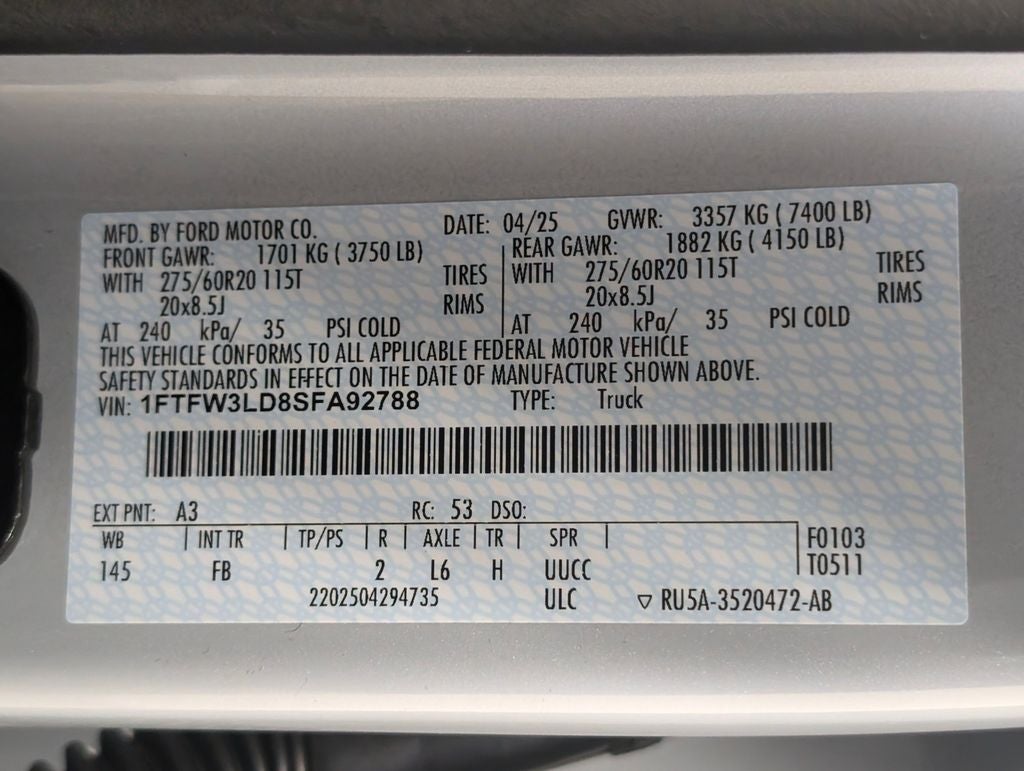 MFD. BY FORD MOTOR CO. DATE: 04/25 GVWR: 3357 KG ( 7400 LB)
FRONT GAWR: 1701 KG ( 3750 LB) REAR GAWR: 1882 KG ( 4150 LB)
WITH 275/60R20 115T TIRES WITH 275/60R20 115T TIRES
20x8.5J RIMS 20x8.5J RIMS
AT 240 kPa/ 35 PSI COLD AT 240 kPa/ 35 PSI COLD
THIS VEHICLE CONFORMS TO ALL APPLICABLE FEDERAL MOTOR VEHICLE
SAFETY STANDARDS IN EFFECT ON THE DATE OF MANUFACTURE SHOWN ABOVE.
VIN: 1FTFW3LD8SFA92788 TYPE: Truck
EXT PNT: A3 RC: 53 DSO:
WB INT TR TP/PS R AXLE TR SPR F0103
145 FB 2 L6 H UUCC T0511
2202504294735 ULC ▽ RU5A-3520472-AB